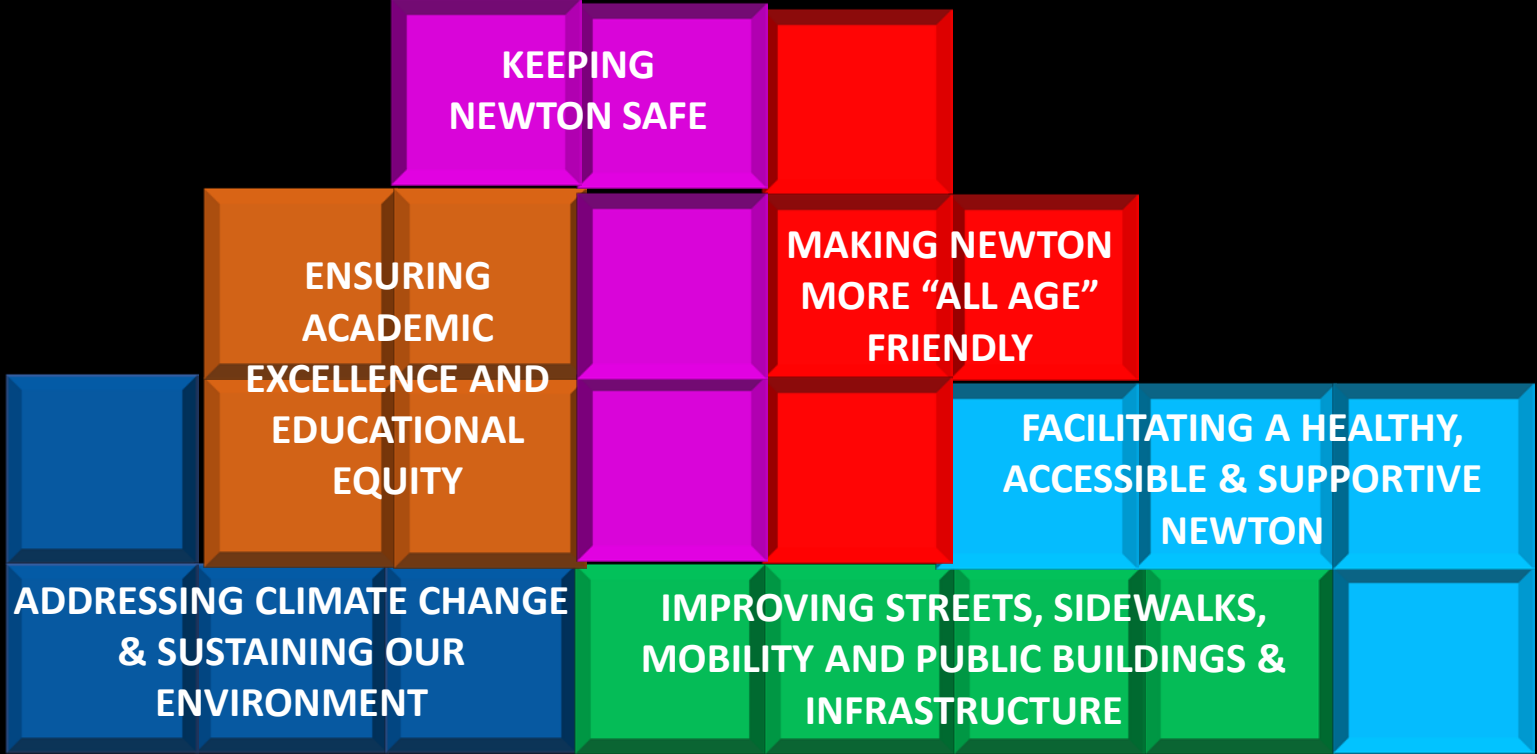 KEEPING
NEWTON SAFE
ENSURING
ACADEMIC
EXCELLENCE AND
EDUCATIONAL
EQUITY
MAKING NEWTON
MORE “ALL AGE”
FRIENDLY
FACILITATING A HEALTHY,
ACCESSIBLE & SUPPORTIVE
NEWTON
ADDRESSING CLIMATE CHANGE
& SUSTAINING OUR
ENVIRONMENT
IMPROVING STREETS, SIDEWALKS,
MOBILITY AND PUBLIC BUILDINGS &
INFRASTRUCTURE